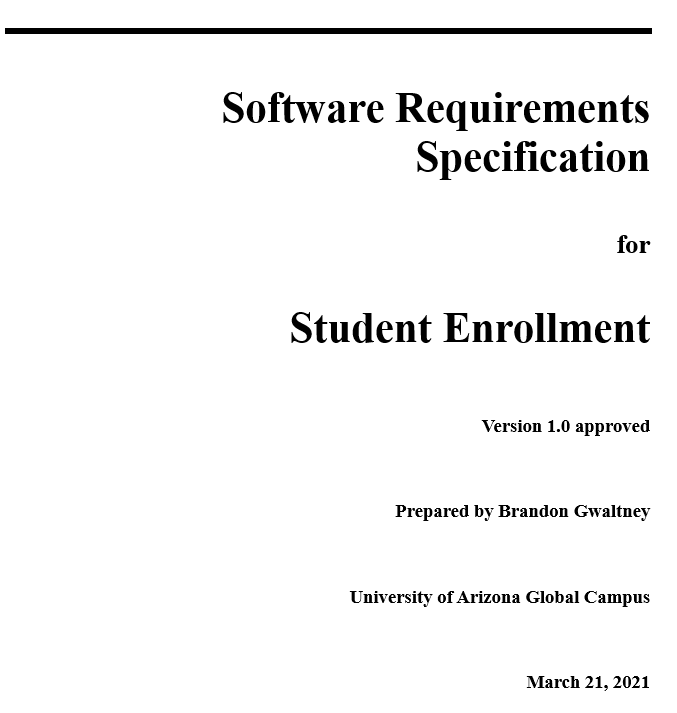 Software Requirements
Specification
for
Student Enrollment
Version 1.0 approved
Prepared by Brandon Gwaltney
University of Arizona Global Campus
March 21, 2021